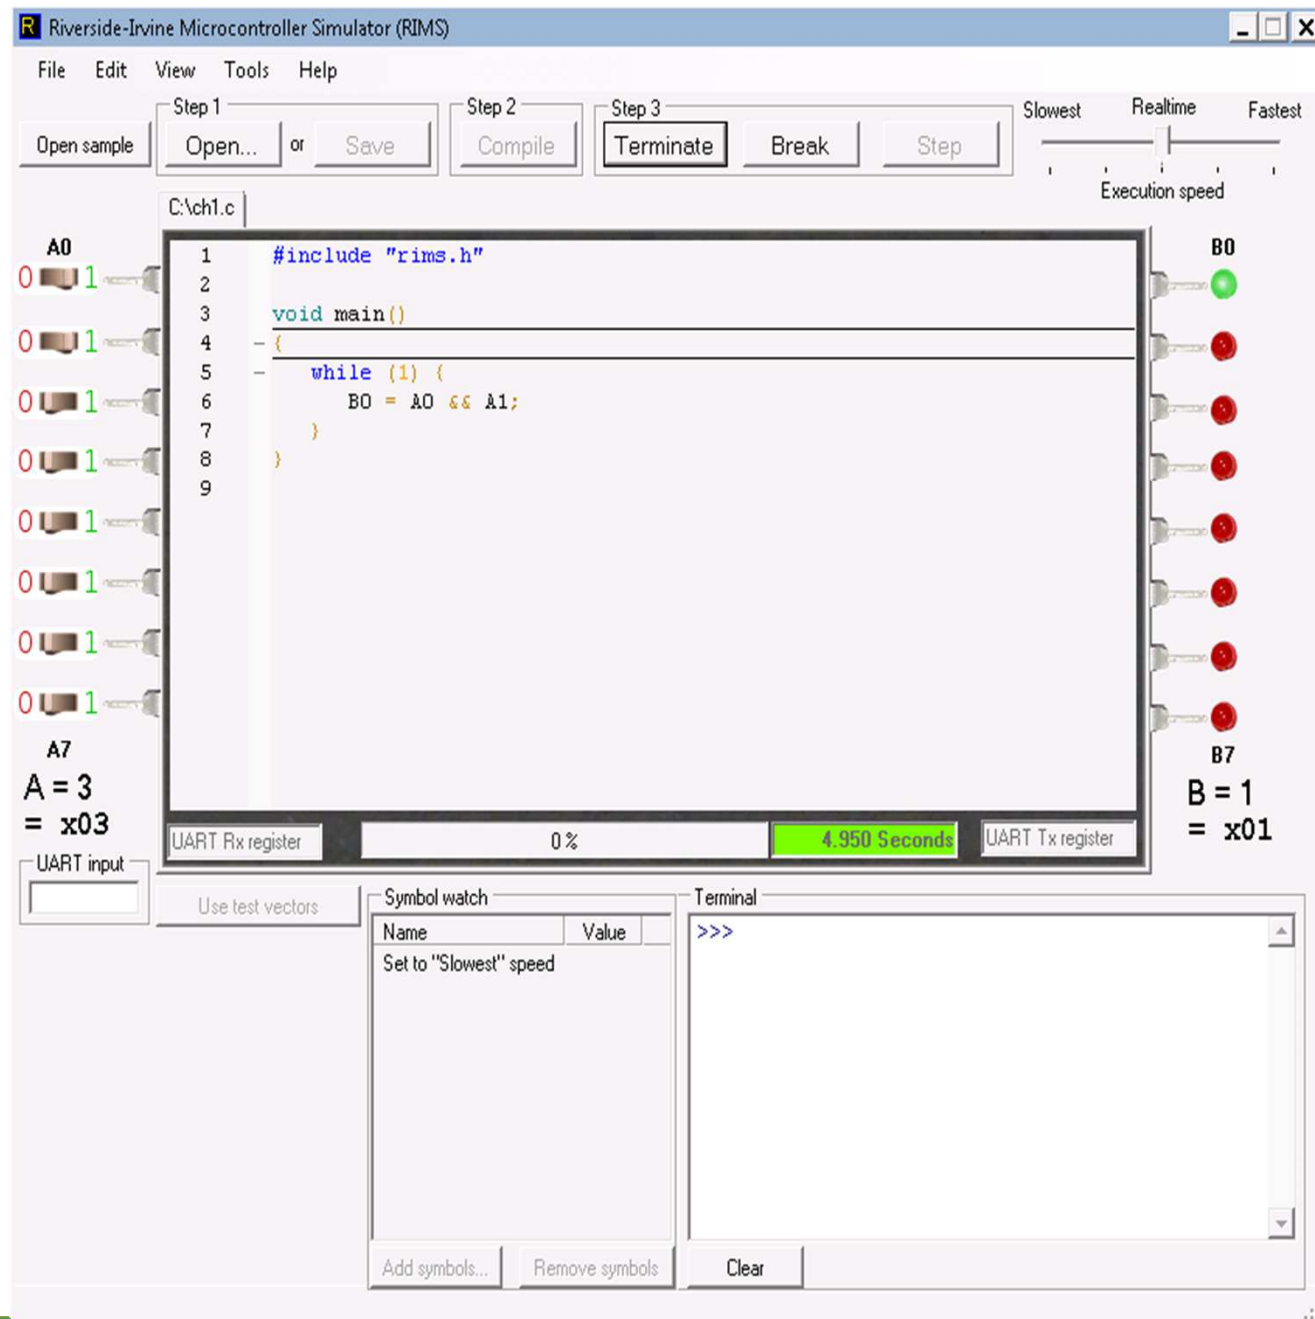 R Riverside-Irvine Microcontroller Simulator (RIMS)
File Edit View Tools Help
Step 1 Step 2 Step 3 Slowest Realtime Fastest
Open sample Open... or Save Compile Terminate Break Step
Execution speed
C:\ch1.c
A0 B0
0 1
0 1
0 1
0 1
0 1
0 1
0 1
0 1
1 #include "rims.h"
2
3 void main()
4 {
5 while (1) {
6 B0 = A0 && A1;
7 }
8 }
9
A7 B7
A = 3 B = 1
= x03 = x01
UART Rx register 0% 4.950 Seconds UART Tx register
UART input
Use test vectors
Symbol watch
Name Value
Set to "Slowest" speed
Add symbols... Remove symbols
Terminal
>>>
Clear